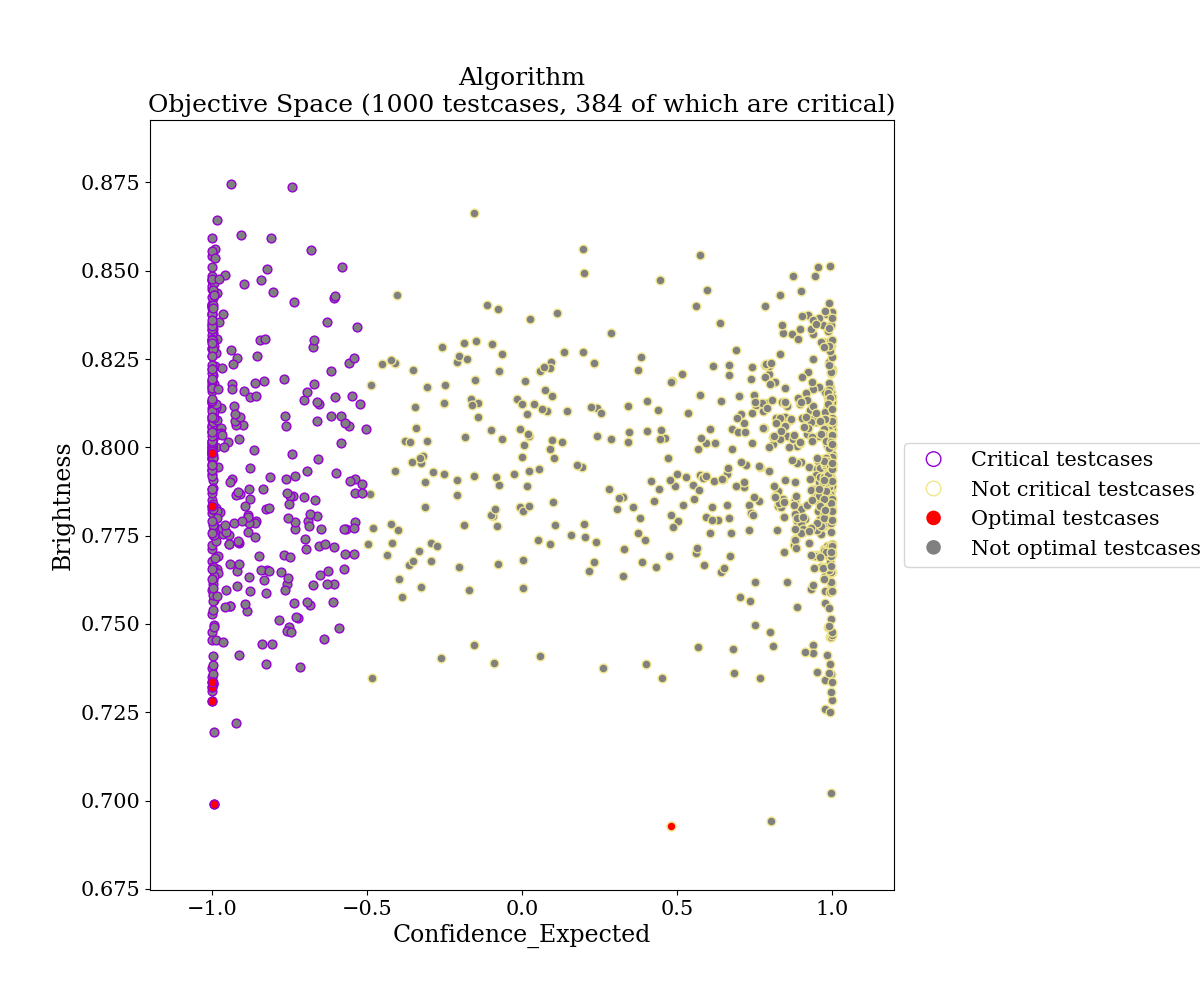 Algorithm
Objective Space (1000 testcases, 384 of which are critical)
0.875
0.850
0.825
0.800
0.775
0.750
0.725
0.700
0.675
Brightness
−1.0
−0.5
0.0
0.5
1.0
Confidence_Expected
Critical testcases
Not critical testcases
Optimal testcases
Not optimal testcases